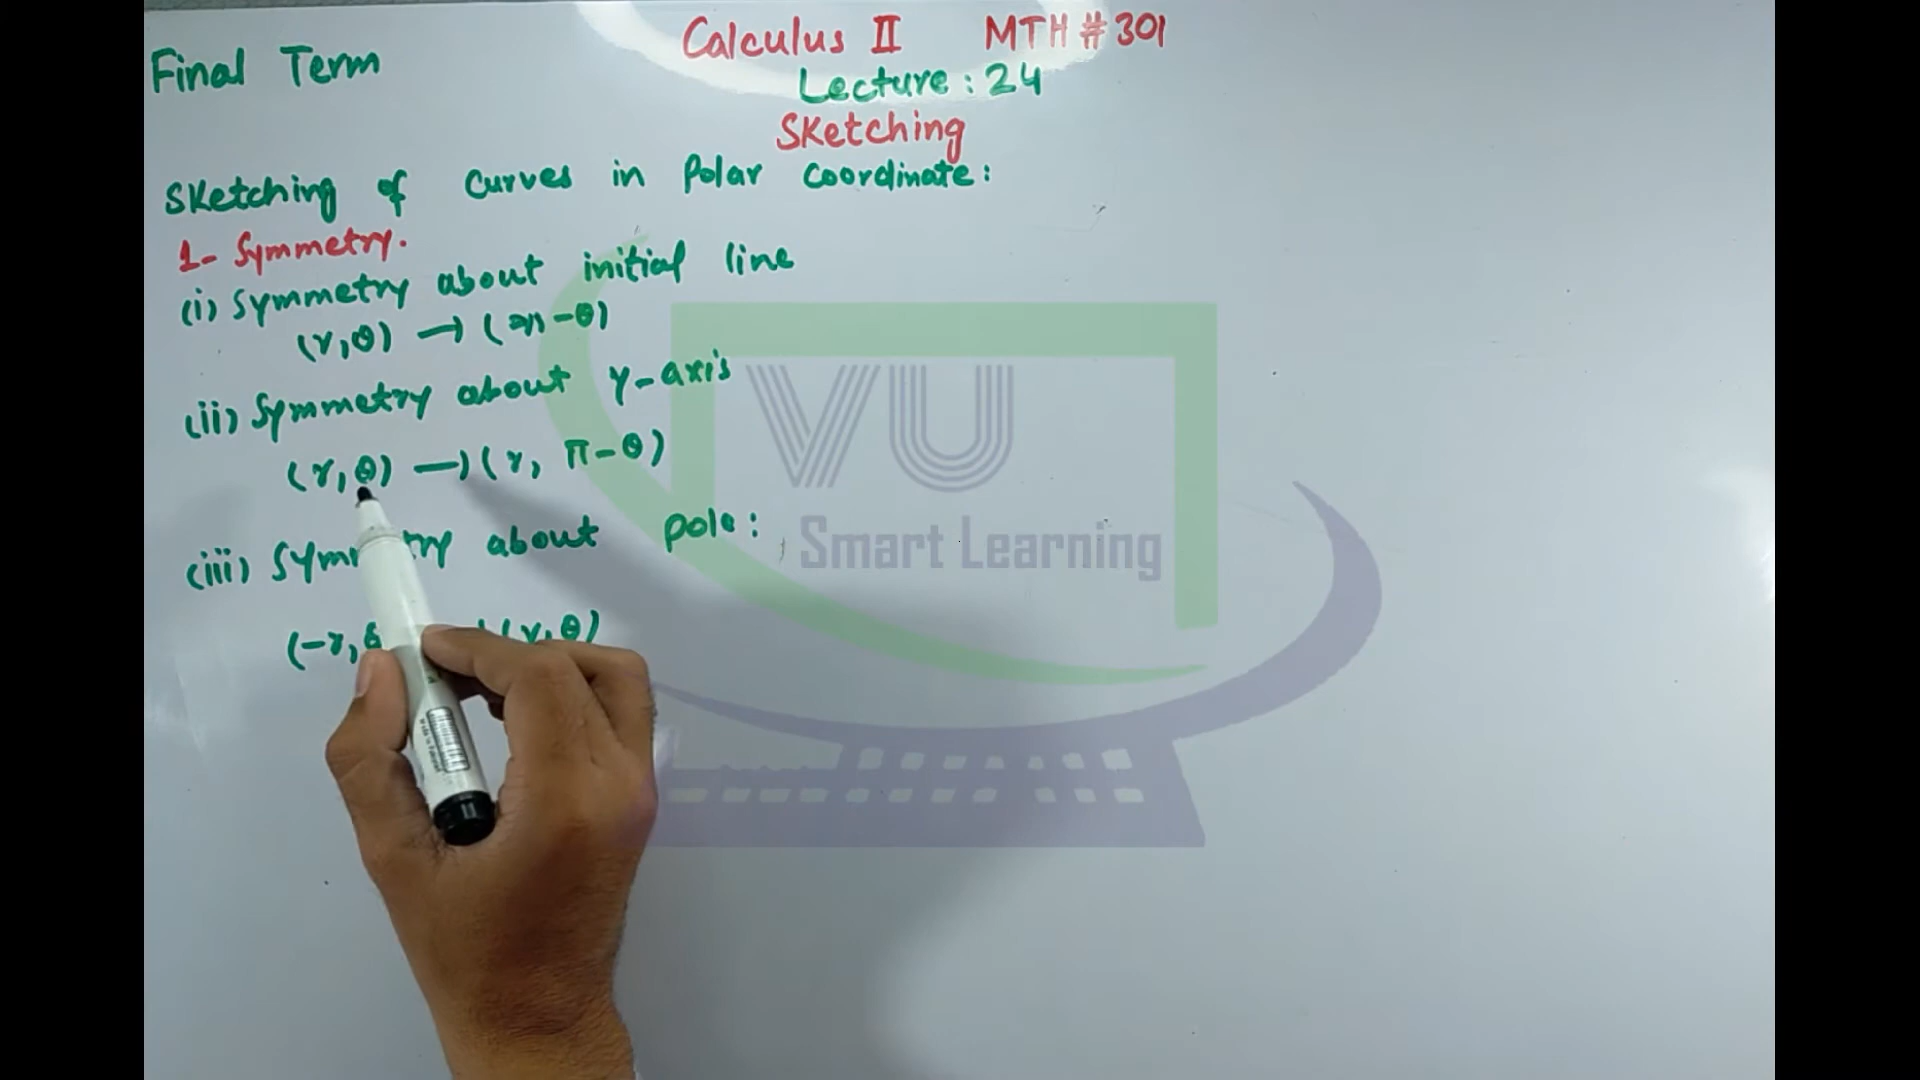 Final Term
Calculus II MTH # 301
Lecture : 24
Sketching
Sketching of curves in Polar Coordinate:
1- Symmetry.
(i) Symmetry about initial line
(r,θ) → ( -θ)
(ii) Symmetry about y-axis
(r,θ) → (r, π-θ)
(iii) Symmetry about pole:
(-r, (r,θ)
VU
Smart Learning